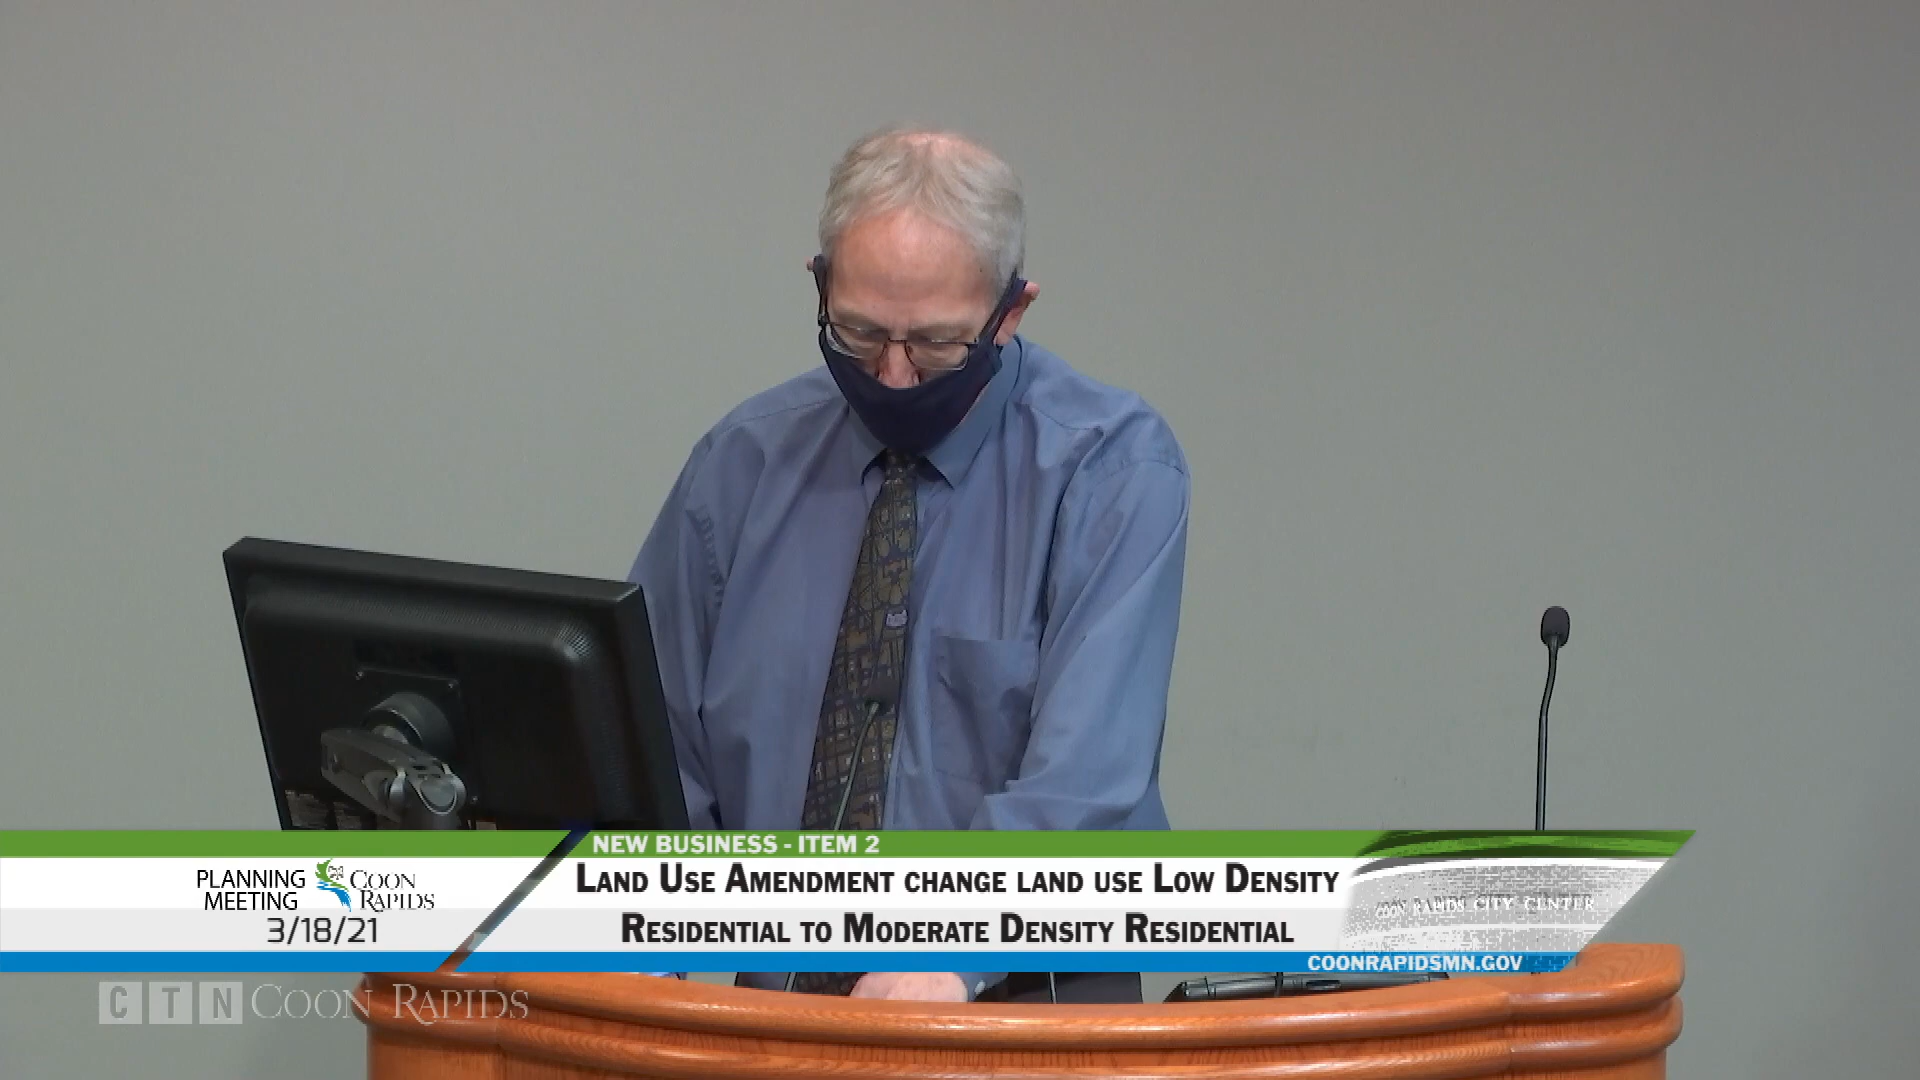 NEW BUSINESS - ITEM 2
LAND USE AMENDMENT CHANGE LAND USE LOW DENSITY
RESIDENTIAL TO MODERATE DENSITY RESIDENTIAL
PLANNING MEETING
COON RAPIDS
3/18/21
COON RAPIDS CITY CENTER
COONRAPIDSMN.GOV
CTN COON RAPIDS